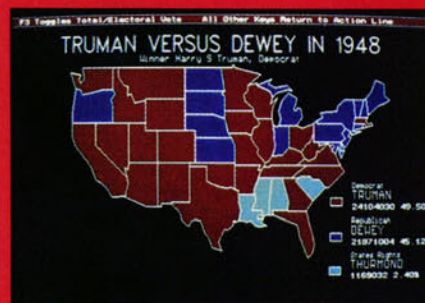 F3 Toggles Total/Electoral Vote All Other Keys Return to Action Line
TRUMAN VERSUS DEWEY IN 1948
Winner Harry S Truman, Democrat
Democrat
TRUMAN
24104030 49.50
Republican
DEWEY
21971004 45.12
States Rights
THURMOND
1169032 2.40%